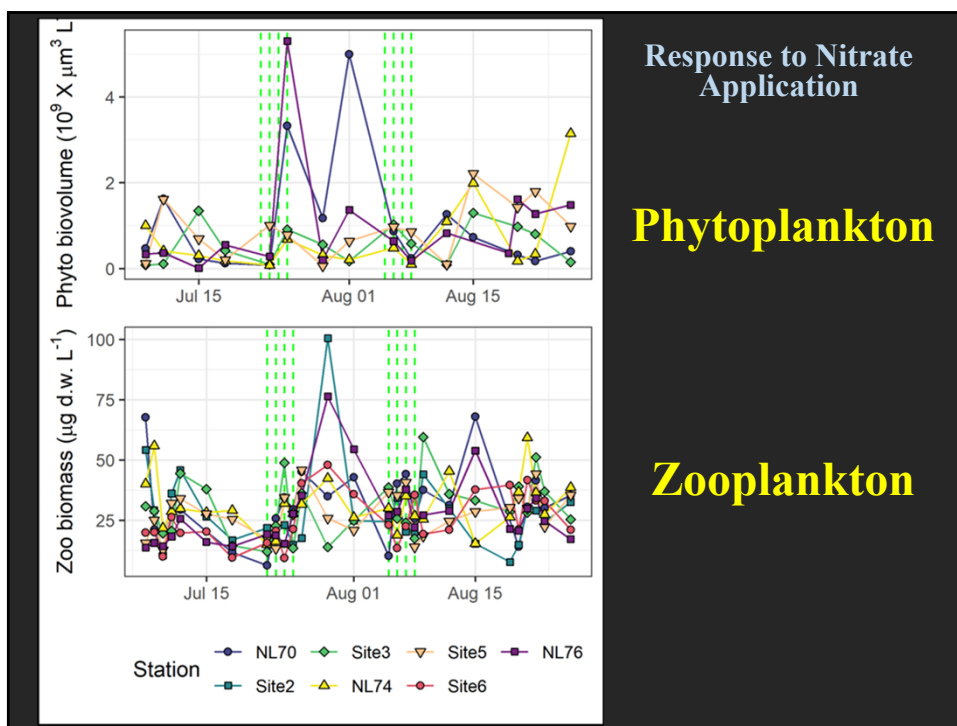 Response to Nitrate
Application
Phyto biovolume (10⁹ X μm³ L
4
2
0
Jul 15
Aug 01
Aug 15
Phytoplankton
Zoo biomass (μg d.w. L⁻¹)
100
75
50
25
Jul 15
Aug 01
Aug 15
Zooplankton
Station
NL70
Site3
Site5
NL76
Site2
NL74
Site6